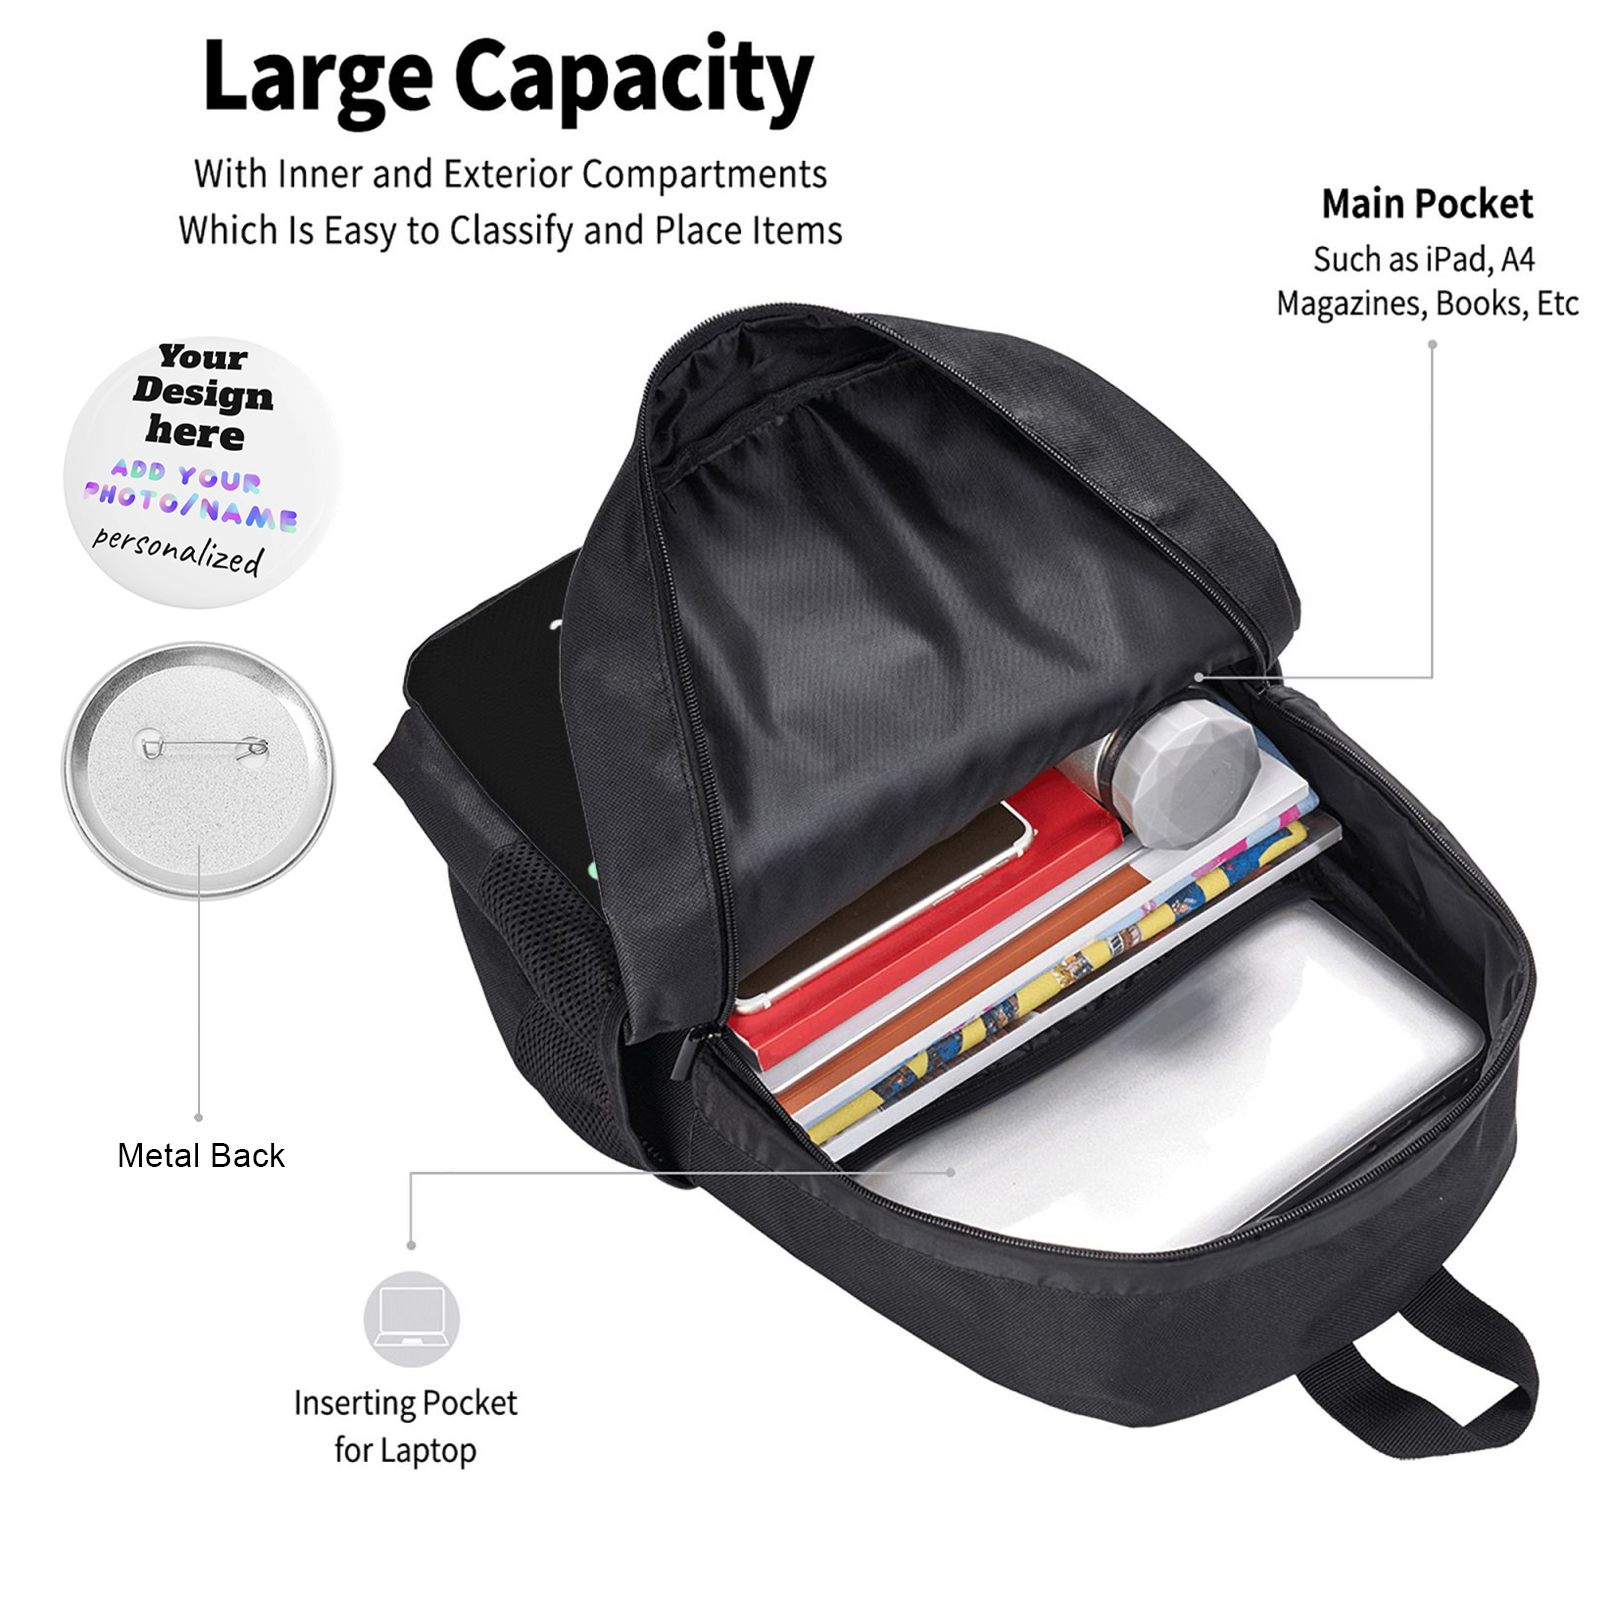 Large Capacity
With Inner and Exterior Compartments
Which Is Easy to Classify and Place Items
Main Pocket
Such as iPad, A4
Magazines, Books, Etc
Your
Design
here
ADD YOUR
PHOTO/NAME
personalized
Metal Back
Inserting Pocket
for Laptop